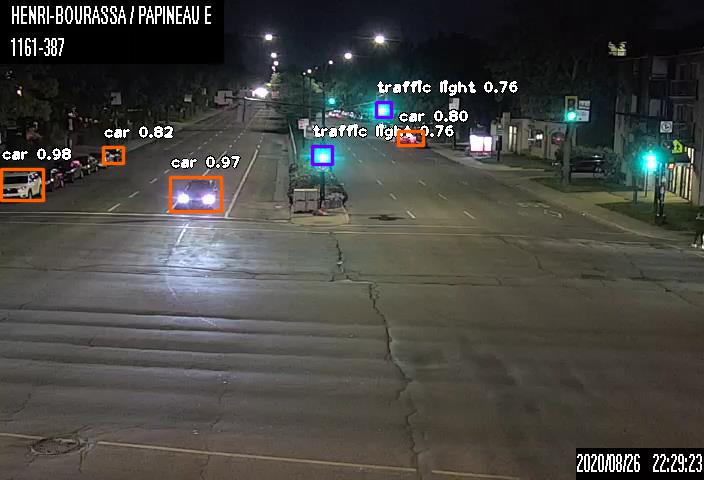 HENRI-BOURASSA / PAPINEAU E
1161-387
traffic light 0.76
car 0.80
traffic light 0.76
car 0.82
car 0.98
car 0.97
2020/08/26 22:29:23